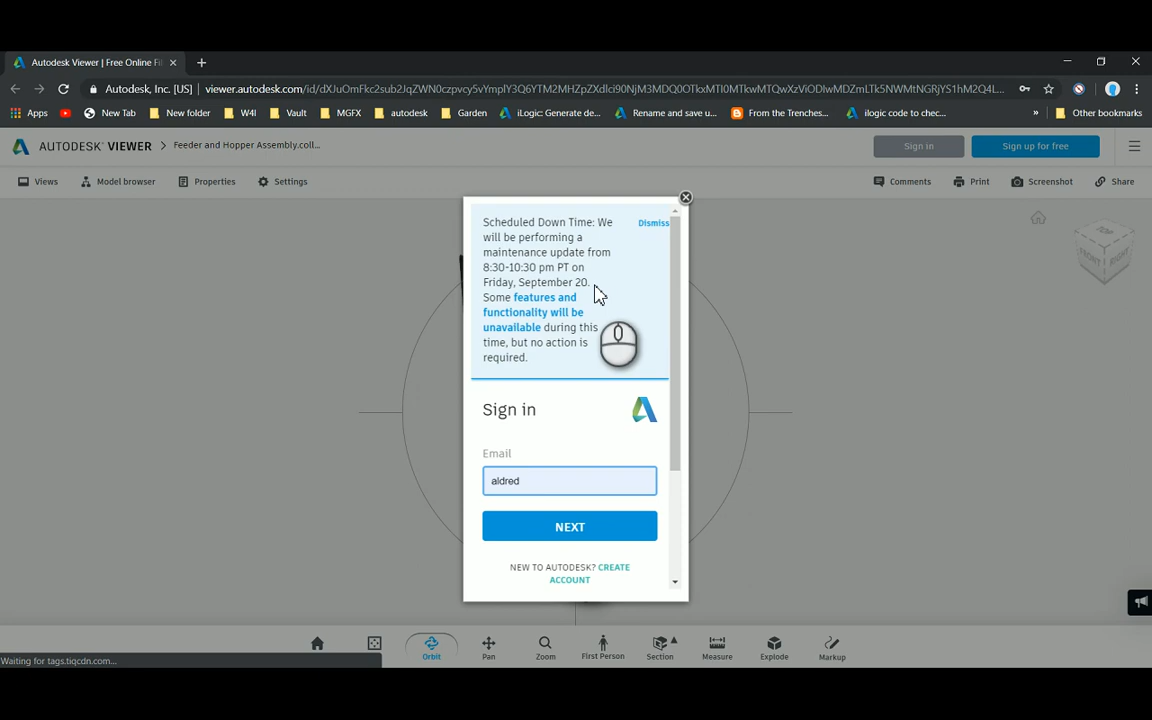 Autodesk Viewer | Free Online Fi
Autodesk, Inc. [US] | viewer.autodesk.com/id/
Apps New Tab New folder W4I Vault MGFX autodesk Garden iLogic: Generate de... Rename and save u... From the Trenches... ilogic code to chec... » Other bookmarks
AUTODESK® VIEWER > Feeder and Hopper Assembly.coll... Sign in Sign up for free
Views Model browser Properties Settings Comments Print Screenshot Share
Scheduled Down Time: We Dismiss
will be performing a
maintenance update from
8:30-10:30 pm PT on
Friday, September 20.
Some features and
functionality will be
unavailable during this
time, but no action is
required.
FRONT RIGHT
Sign in
Email
aldred
NEXT
NEW TO AUTODESK? CREATE
ACCOUNT
Orbit Pan Zoom First Person Section Measure Explode Markup
Waiting for tags.tiqcdn.com...